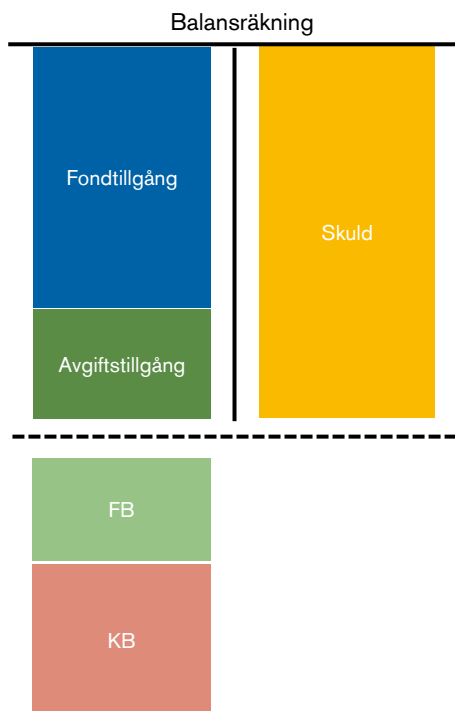 Balansräkning
Fondtillgång
Skuld
Avgiftstillgång
FB
KB